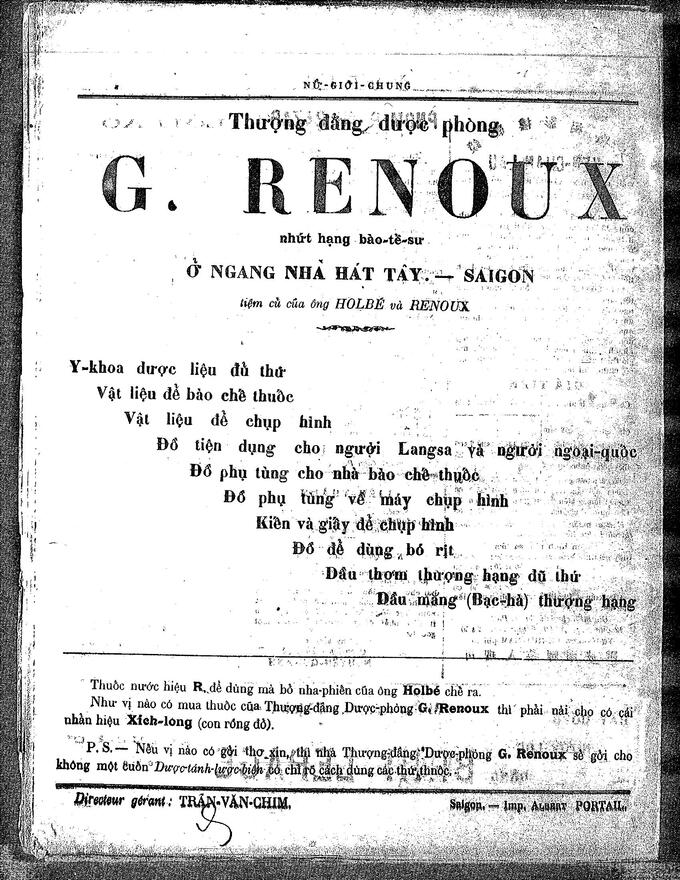 NỮ-GIỚI-CHUNG
Thượng đẳng dược phòng
G. RENOUX
nhứt hạng bào-tề-sư
Ở NGANG NHÀ HÁT TÂY. — SAIGON
tiệm cũ của ông HOLBÉ và RENOUX
Y-khoa dược liệu đủ thứ
Vật liệu để bào chế thuốc
Vật liệu để chụp hình
Đồ tiện dụng cho người Langsa và người ngoại-quốc
Đồ phụ tùng cho nhà bào chế thuốc
Đồ phụ tùng về máy chụp hình
Kiến và giấy để chụp hình
Đồ để dùng bó rịt
Dầu thơm thượng hạng đủ thứ
Dầu măng (Bạc-hà) thượng hạng
Thuốc nước hiệu R. để dùng mà bỏ nha-phiến của ông Holbé chế ra.
Như vị nào có mua thuốc của Thượng-đẳng Dược-phòng G. Renoux thì phải nài cho có cái
nhãn hiệu Xích-long (con rồng đỏ).
P. S. — Nếu vị nào có gởi thơ xin, thì nhà Thượng-đẳng Dược-phòng G. Renoux sẽ gởi cho
không một cuốn Dược-tánh-lược-biện có chỉ rõ cách dùng các thứ thuốc.
Directeur gérant : TRẦN-VĂN-CHIM.
Saigon. — Imp. ALBERT PORTAIL.